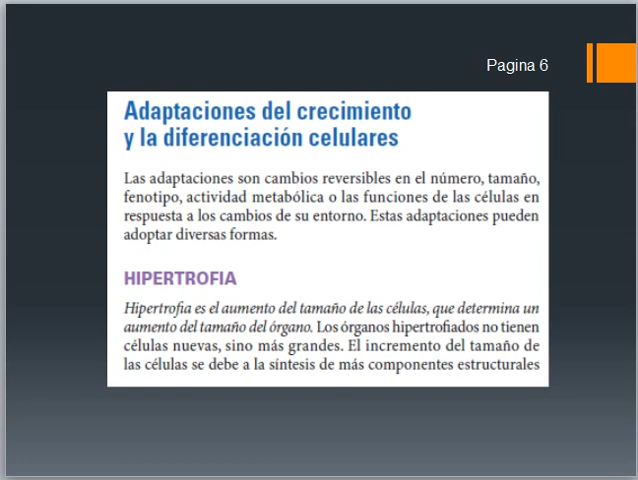 Pagina 6
Adaptaciones del crecimiento
y la diferenciación celulares
Las adaptaciones son cambios reversibles en el número, tamaño,
fenotipo, actividad metabólica o las funciones de las células en
respuesta a los cambios de su entorno. Estas adaptaciones pueden
adoptar diversas formas.
HIPERTROFIA
Hipertrofia es el aumento del tamaño de las células, que determina un
aumento del tamaño del órgano. Los órganos hipertrofiados no tienen
células nuevas, sino más grandes. El incremento del tamaño de
las células se debe a la síntesis de más componentes estructurales